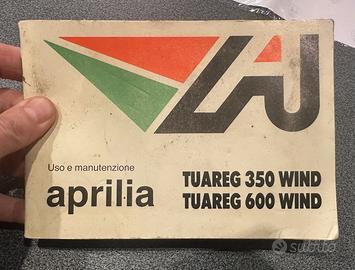 Uso e manutenzione
aprilia
TUAREG 350 WIND
TUAREG 600 WIND
subito